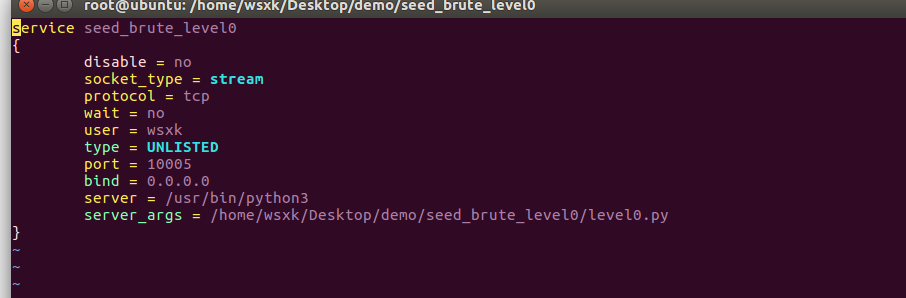 root@ubuntu: /home/wsxk/Desktop/demo/seed_brute_level0
service seed_brute_level0
{
        disable = no
        socket_type = stream
        protocol = tcp
        wait = no
        user = wsxk
        type = UNLISTED
        port = 10005
        bind = 0.0.0.0
        server = /usr/bin/python3
        server_args = /home/wsxk/Desktop/demo/seed_brute_level0/level0.py
}
~
~
~